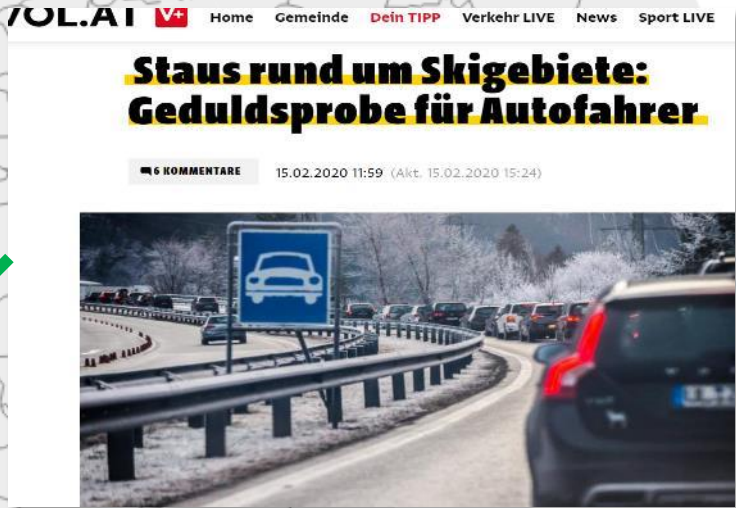 VOL.AT V+ Home Gemeinde Dein TIPP Verkehr LIVE News Sport LIVE
Staus rund um Skigebiete:
Geduldsprobe für Autofahrer
6 KOMMENTARE 15.02.2020 11:59 (Akt. 15.02.2020 15:24)